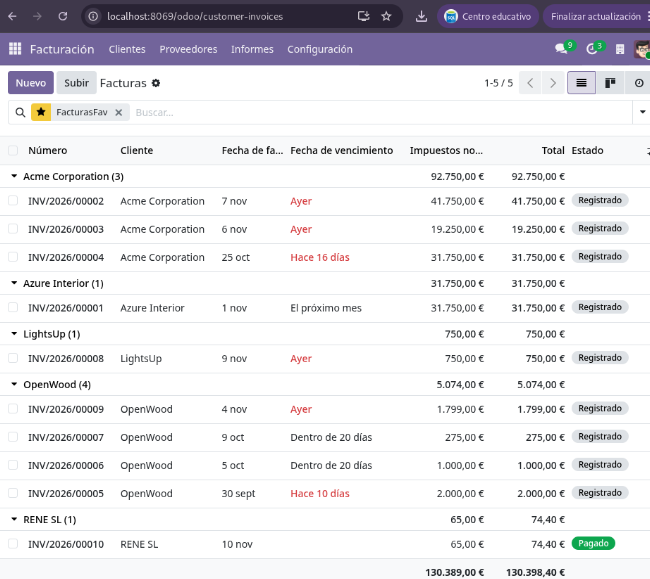 localhost:8069/odoo/customer-invoices Centro educativo Finalizar actualización
Facturación Clientes Proveedores Informes Configuración 9 3
Nuevo Subir Facturas 1-5 / 5
FacturasFav Buscar...
Número Cliente Fecha de fa... Fecha de vencimiento Impuestos no... Total Estado
Acme Corporation (3) 92.750,00 € 92.750,00 €
INV/2026/00002 Acme Corporation 7 nov Ayer 41.750,00 € 41.750,00 € Registrado
INV/2026/00003 Acme Corporation 6 nov Ayer 19.250,00 € 19.250,00 € Registrado
INV/2026/00004 Acme Corporation 25 oct Hace 16 días 31.750,00 € 31.750,00 € Registrado
Azure Interior (1) 31.750,00 € 31.750,00 €
INV/2026/00001 Azure Interior 1 nov El próximo mes 31.750,00 € 31.750,00 € Registrado
LightsUp (1) 750,00 € 750,00 €
INV/2026/00008 LightsUp 9 nov Ayer 750,00 € 750,00 € Registrado
OpenWood (4) 5.074,00 € 5.074,00 €
INV/2026/00009 OpenWood 4 nov Ayer 1.799,00 € 1.799,00 € Registrado
INV/2026/00007 OpenWood 9 oct Dentro de 20 días 275,00 € 275,00 € Registrado
INV/2026/00006 OpenWood 5 oct Dentro de 20 días 1.000,00 € 1.000,00 € Registrado
INV/2026/00005 OpenWood 30 sept Hace 10 días 2.000,00 € 2.000,00 € Registrado
RENE SL (1) 65,00 € 74,40 €
INV/2026/00010 RENE SL 10 nov 65,00 € 74,40 € Pagado
130.389,00 € 130.398,40 €